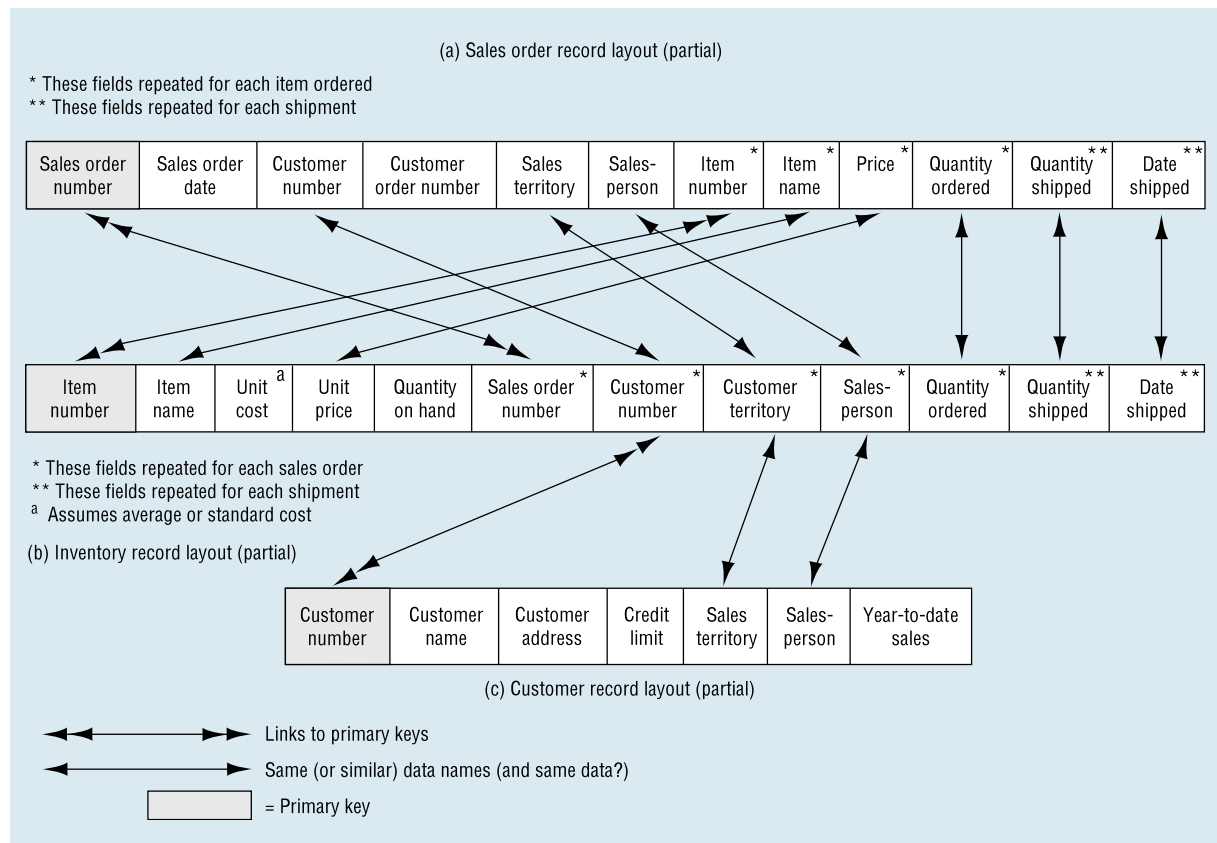 (a) Sales order record layout (partial)
* These fields repeated for each item ordered
** These fields repeated for each shipment
Sales order number
Sales order date
Customer number
Customer order number
Sales territory
Sales-person
Item number *
Item name *
Price *
Quantity ordered *
Quantity shipped **
Date shipped **
Item number
Item name
Unit cost a
Unit price
Quantity on hand
Sales order number *
Customer number *
Customer territory *
Sales-person *
Quantity ordered *
Quantity shipped **
Date shipped **
* These fields repeated for each sales order
** These fields repeated for each shipment
a Assumes average or standard cost
(b) Inventory record layout (partial)
Customer number
Customer name
Customer address
Credit limit
Sales territory
Sales-person
Year-to-date sales
(c) Customer record layout (partial)
Links to primary keys
Same (or similar) data names (and same data?)
= Primary key